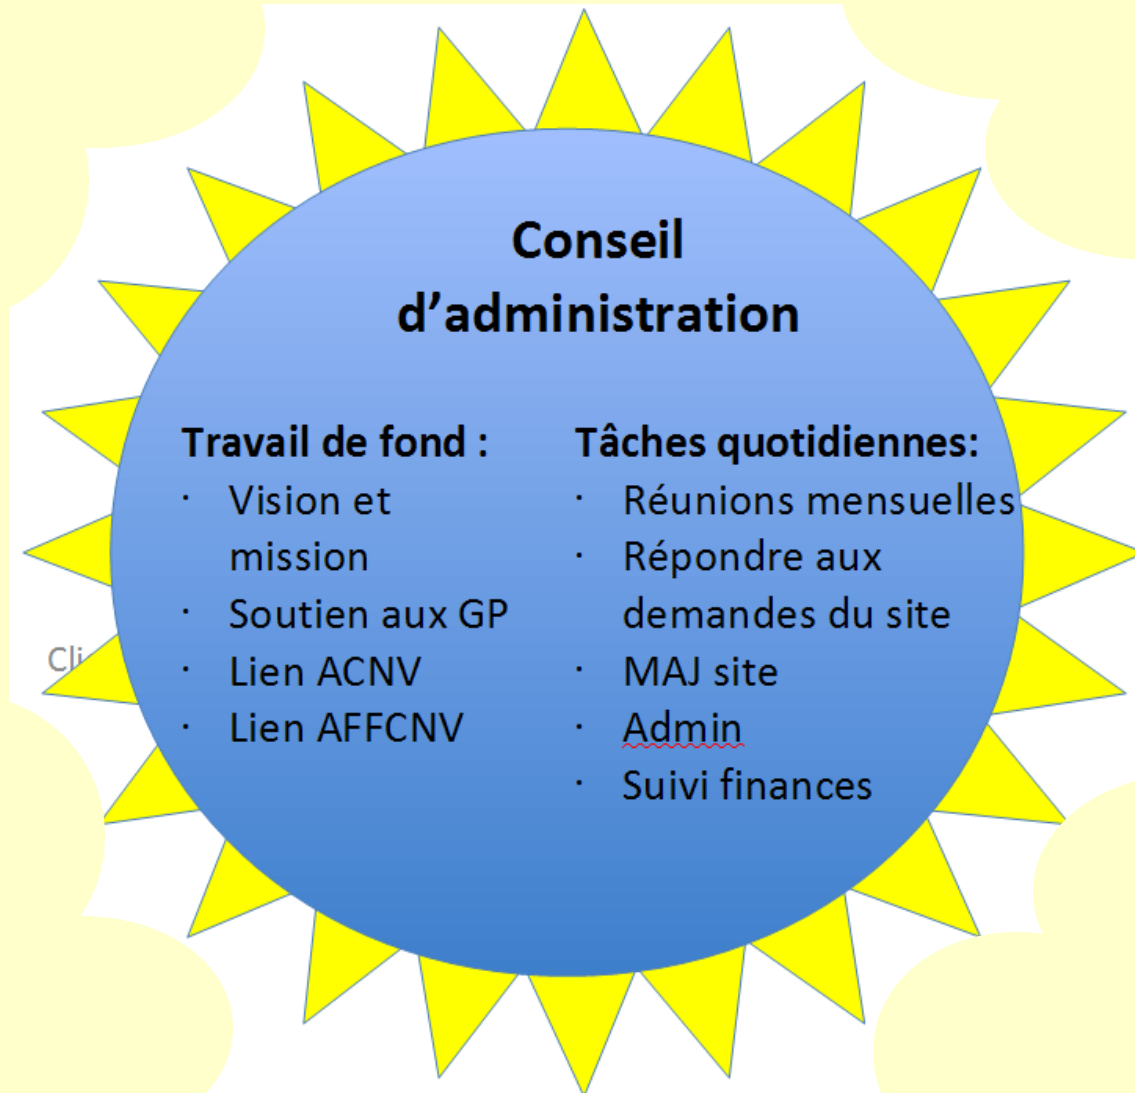 Conseil
d’administration
Travail de fond :
· Vision et
mission
· Soutien aux GP
· Lien ACNV
· Lien AFFCNV
Tâches quotidiennes:
· Réunions mensuelles
· Répondre aux
demandes du site
· MAJ site
· Admin
· Suivi finances
Cli